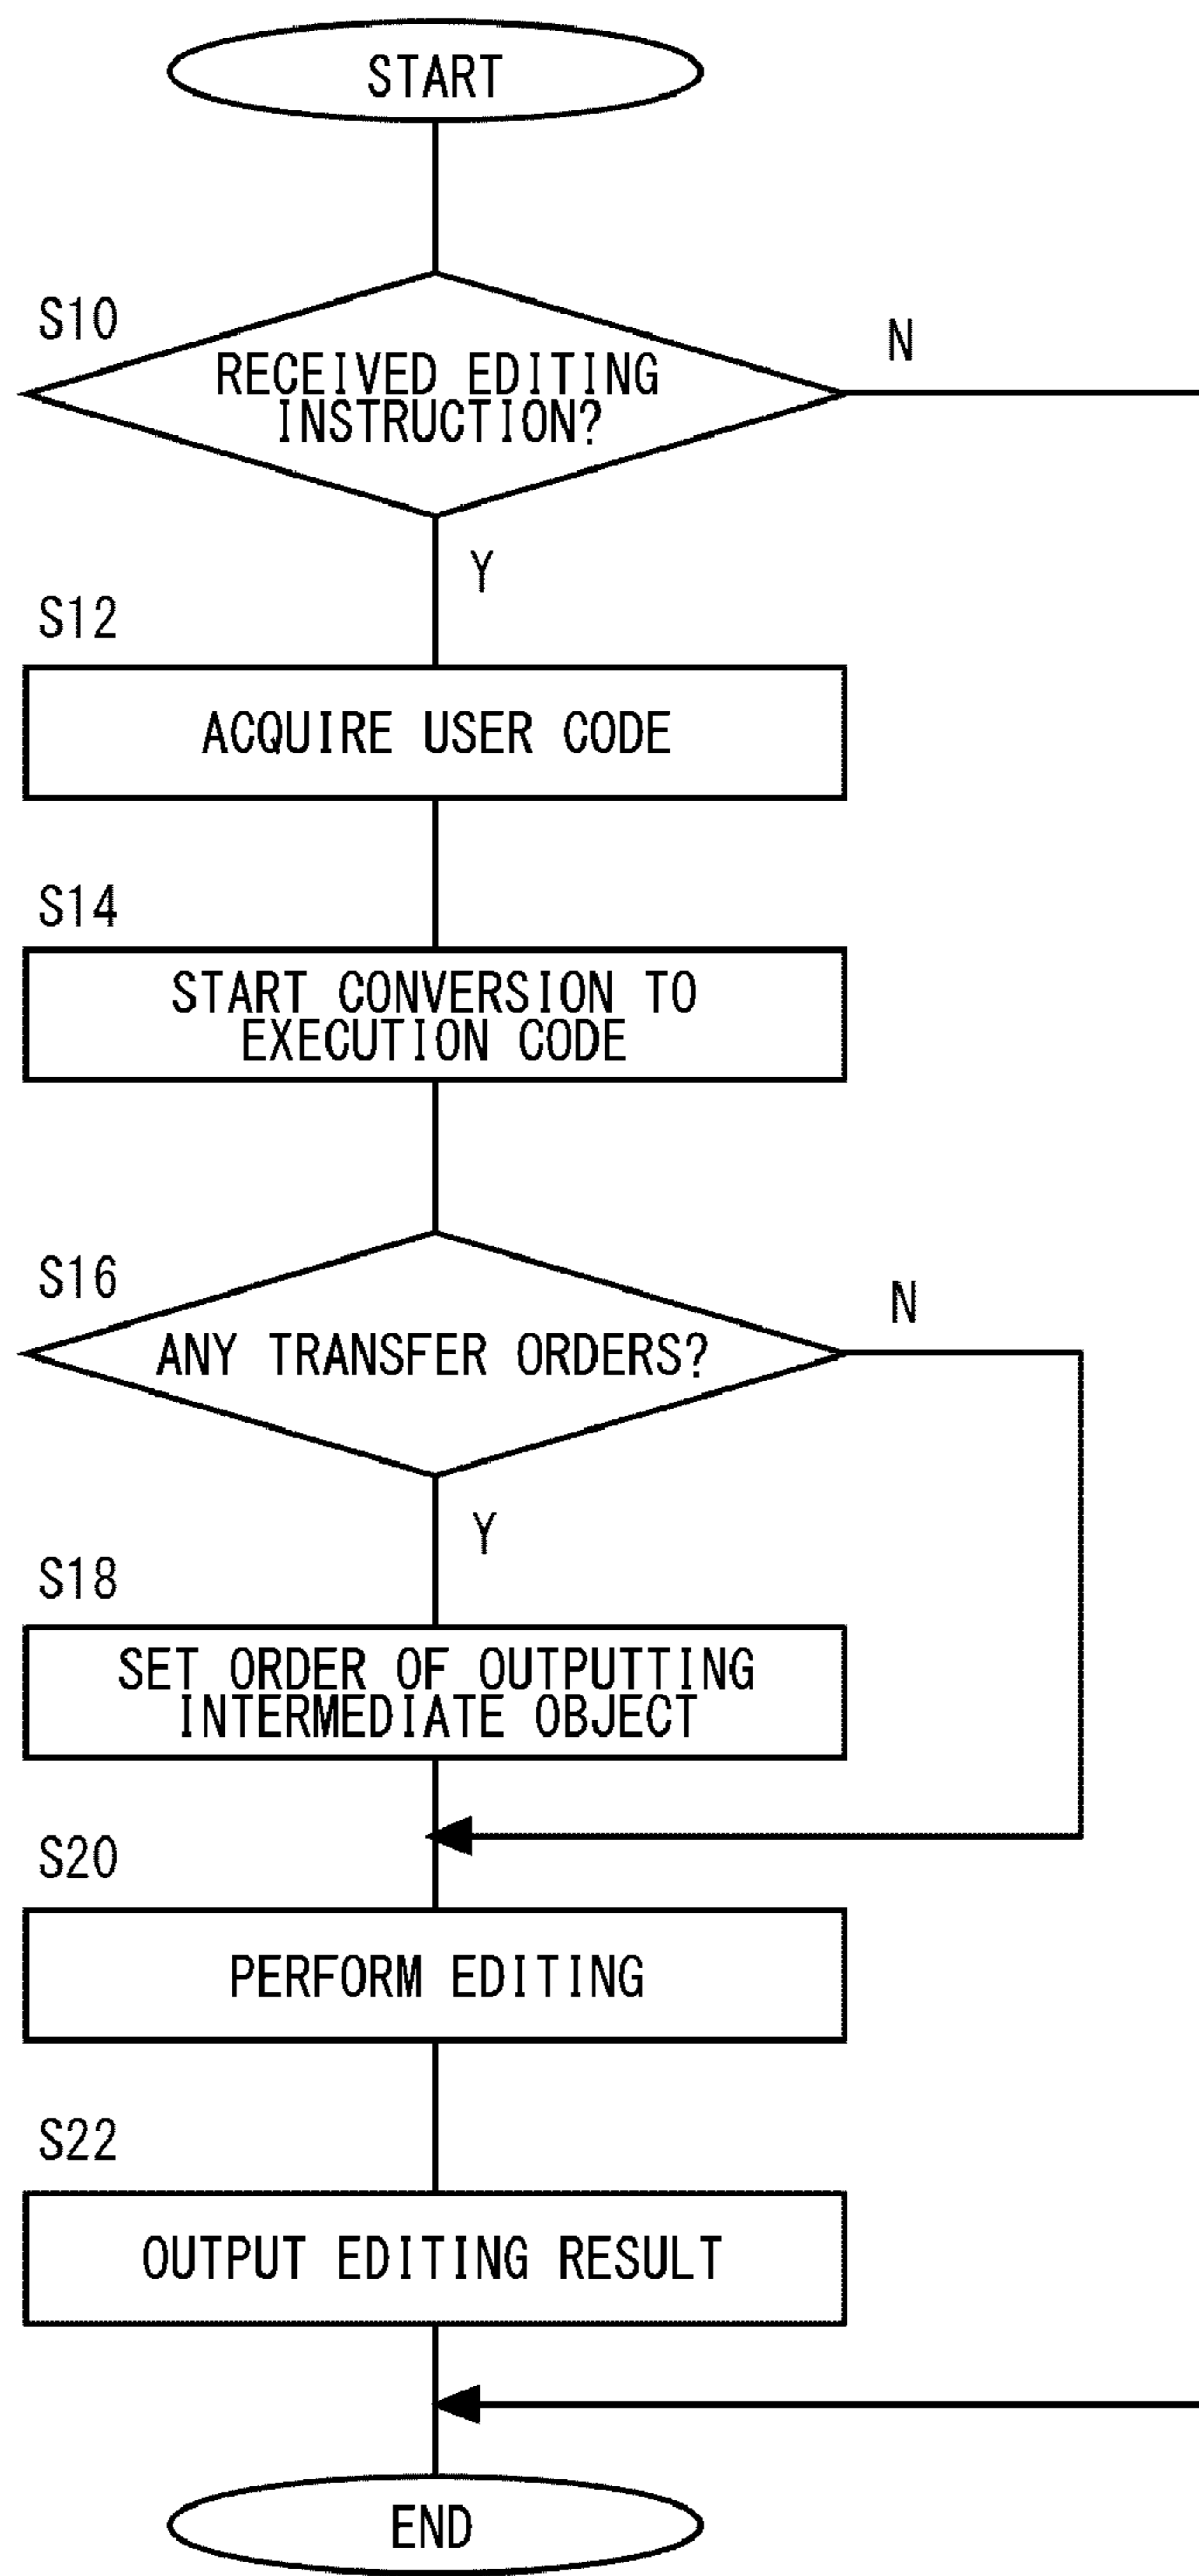 START
S10
N
RECEIVED EDITING
INSTRUCTION?
Y
S12
ACQUIRE USER CODE
S14
START CONVERSION TO
EXECUTION CODE
S16
N
ANY TRANSFER ORDERS?
Y
S18
SET ORDER OF OUTPUTTING
INTERMEDIATE OBJECT
S20
PERFORM EDITING
S22
OUTPUT EDITING RESULT
END